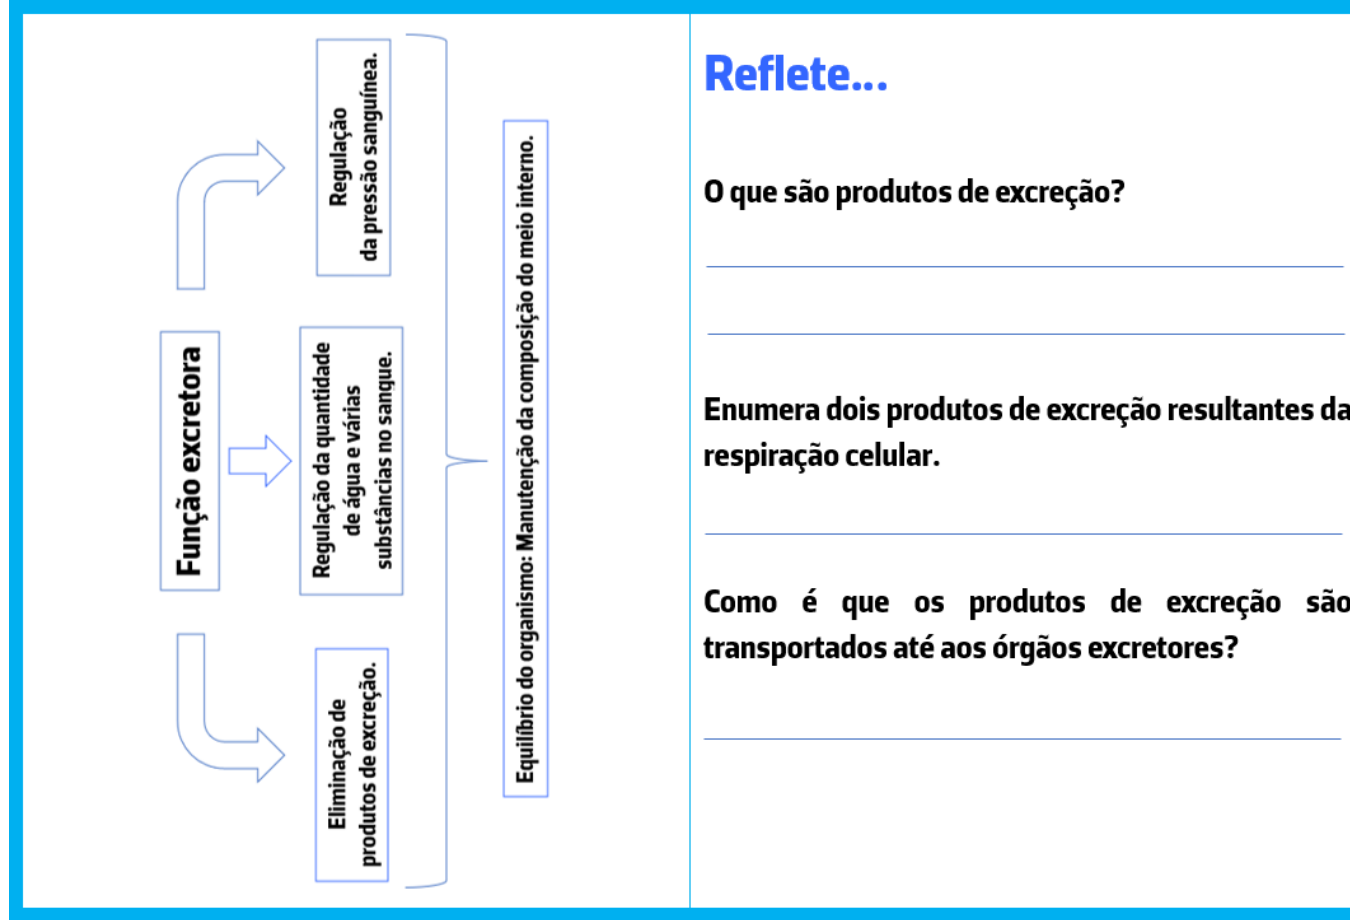 Função excretora
Eliminação de
produtos de excreção.
Regulação da quantidade
de água e várias
substâncias no sangue.
Regulação
da pressão sanguínea.
Equilíbrio do organismo: Manutenção da composição do meio interno.
Reflete...
O que são produtos de excreção?
Enumera dois produtos de excreção resultantes da
respiração celular.
Como é que os produtos de excreção são
transportados até aos órgãos excretores?